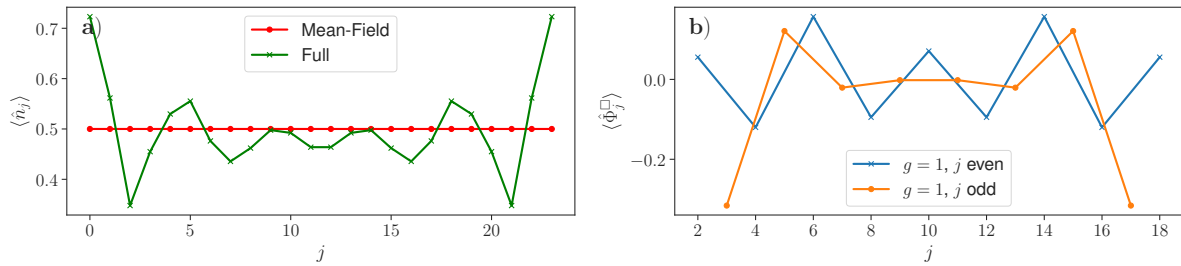 a)
0.7
0.6
0.5
0.4
⟨n̂_j⟩
Mean-Field
Full
0
5
10
15
20
j
b)
0.0
−0.2
⟨Φ̂_j^□⟩
g = 1, j even
g = 1, j odd
2
4
6
8
10
12
14
16
18
j